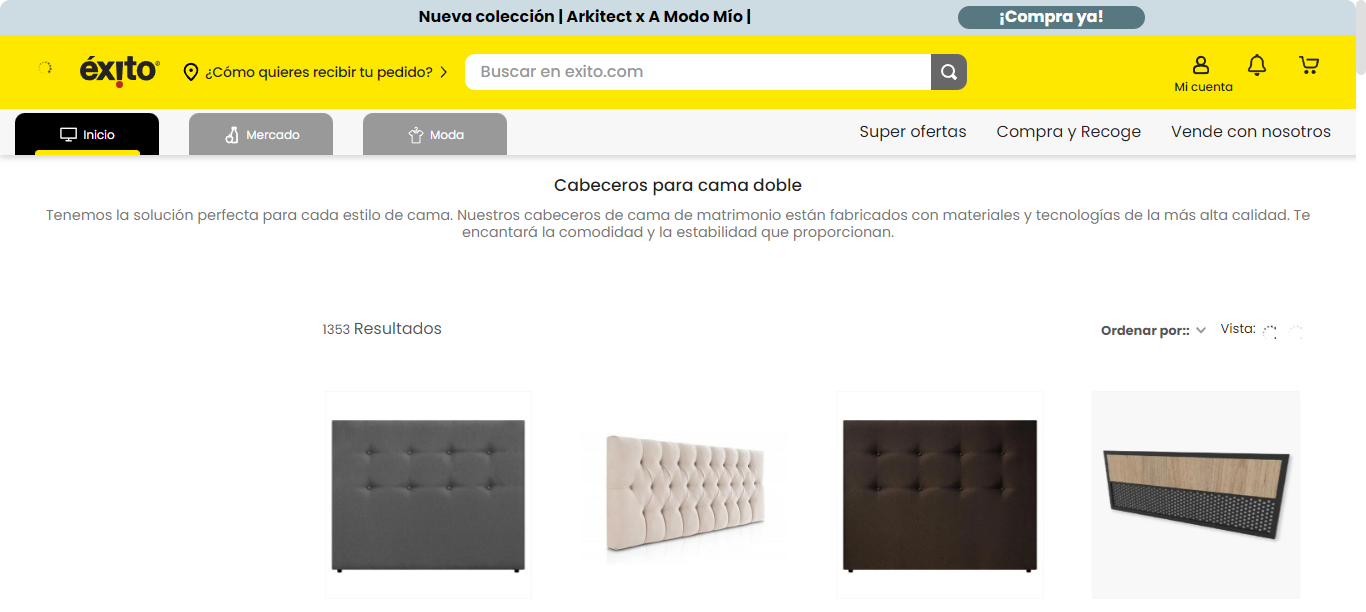 Nueva colección | Arkitect x A Modo Mío |
¡Compra ya!
éxito
¿Cómo quieres recibir tu pedido?
Buscar en exito.com
Mi cuenta
Inicio
Mercado
Moda
Super ofertas
Compra y Recoge
Vende con nosotros
Cabeceros para cama doble
Tenemos la solución perfecta para cada estilo de cama. Nuestros cabeceros de cama de matrimonio están fabricados con materiales y tecnologías de la más alta calidad. Te
encantará la comodidad y la estabilidad que proporcionan.
1353 Resultados
Ordenar por::
Vista: